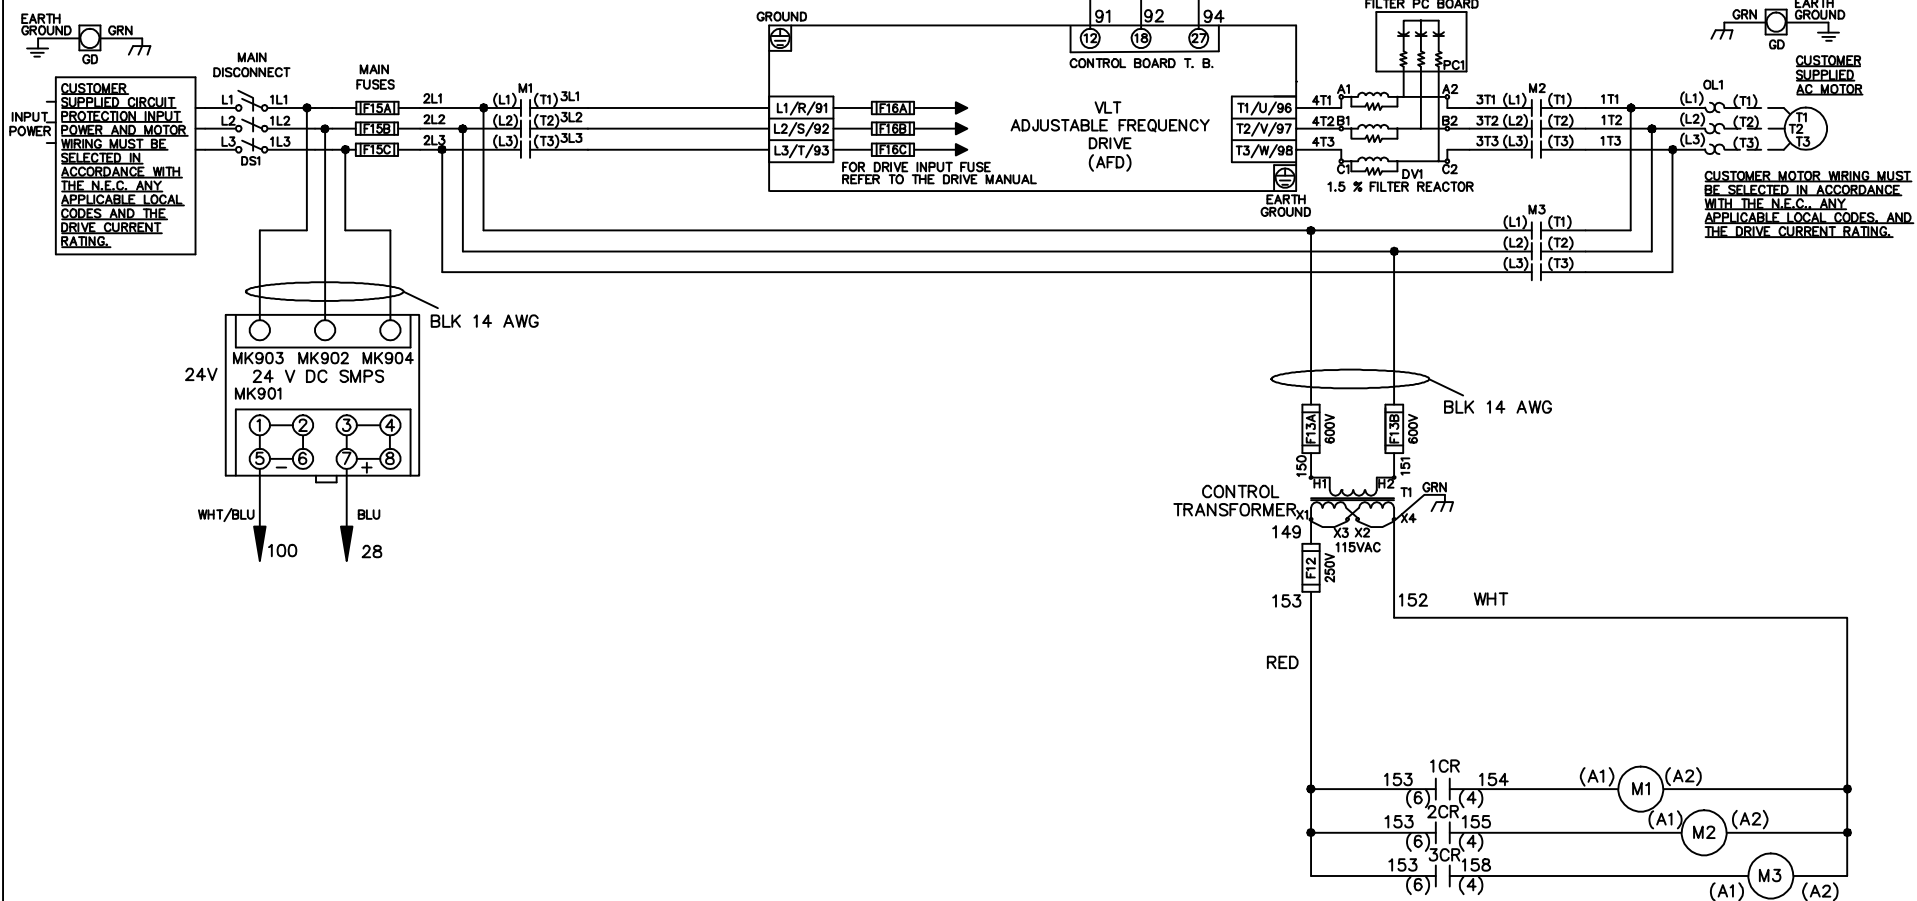 EARTH
GROUND
GRN
GD
MAIN
DISCONNECT
MAIN
FUSES
GROUND
91
92
94
12
18
27
CONTROL BOARD T. B.
FILTER PC BOARD
PC1
GRN
EARTH
GROUND
GD
CUSTOMER
SUPPLIED
AC MOTOR
INPUT
POWER
CUSTOMER
SUPPLIED CIRCUIT
PROTECTION INPUT
POWER AND MOTOR
WIRING MUST BE
SELECTED IN
ACCORDANCE WITH
THE N.E.C. ANY
APPLICABLE LOCAL
CODES AND THE
DRIVE CURRENT
RATING.
L1 1L1 F15A 2L1 (L1) M1 (T1) 3L1
L2 1L2 F15B 2L2 (L2) (T2) 3L2
L3 1L3 F15C 2L3 (L3) (T3) 3L3
DS1
L1/R/91 F16A
L2/S/92 F16B
L3/T/93 F16C
FOR DRIVE INPUT FUSE
REFER TO THE DRIVE MANUAL
VLT
ADJUSTABLE FREQUENCY
DRIVE
(AFD)
T1/U/96 4T1 A1 A2 3T1 (L1) M2 (T1) 1T1 (L1) OL1 (T1) T1
T2/V/97 4T2 B1 B2 3T2 (L2) (T2) 1T2 (L2) (T2) T2
T3/W/98 4T3 C1 C2 3T3 (L3) (T3) 1T3 (L3) (T3) T3
DV1
1.5 % FILTER REACTOR
EARTH
GROUND
CUSTOMER MOTOR WIRING MUST
BE SELECTED IN ACCORDANCE
WITH THE N.E.C., ANY
APPLICABLE LOCAL CODES, AND
THE DRIVE CURRENT RATING.
M3
(L1) (T1)
(L2) (T2)
(L3) (T3)
BLK 14 AWG
MK903 MK902 MK904
24V
24 V DC SMPS
MK901
1 2 3 4
5 - 6 7 + 8
WHT/BLU
BLU
100
28
BLK 14 AWG
F13A
600V
F13B
600V
150
151
H1 H2 T1
GRN
CONTROL
TRANSFORMER
X1 X3 X2 X4
115VAC
149
F12
250V
153
152
WHT
RED
1CR
153 154 (A1) M1 (A2)
(6) (4)
2CR
153 155 (A1) M2 (A2)
(6) (4)
3CR
153 158 M3
(6) (4) (A1) (A2)